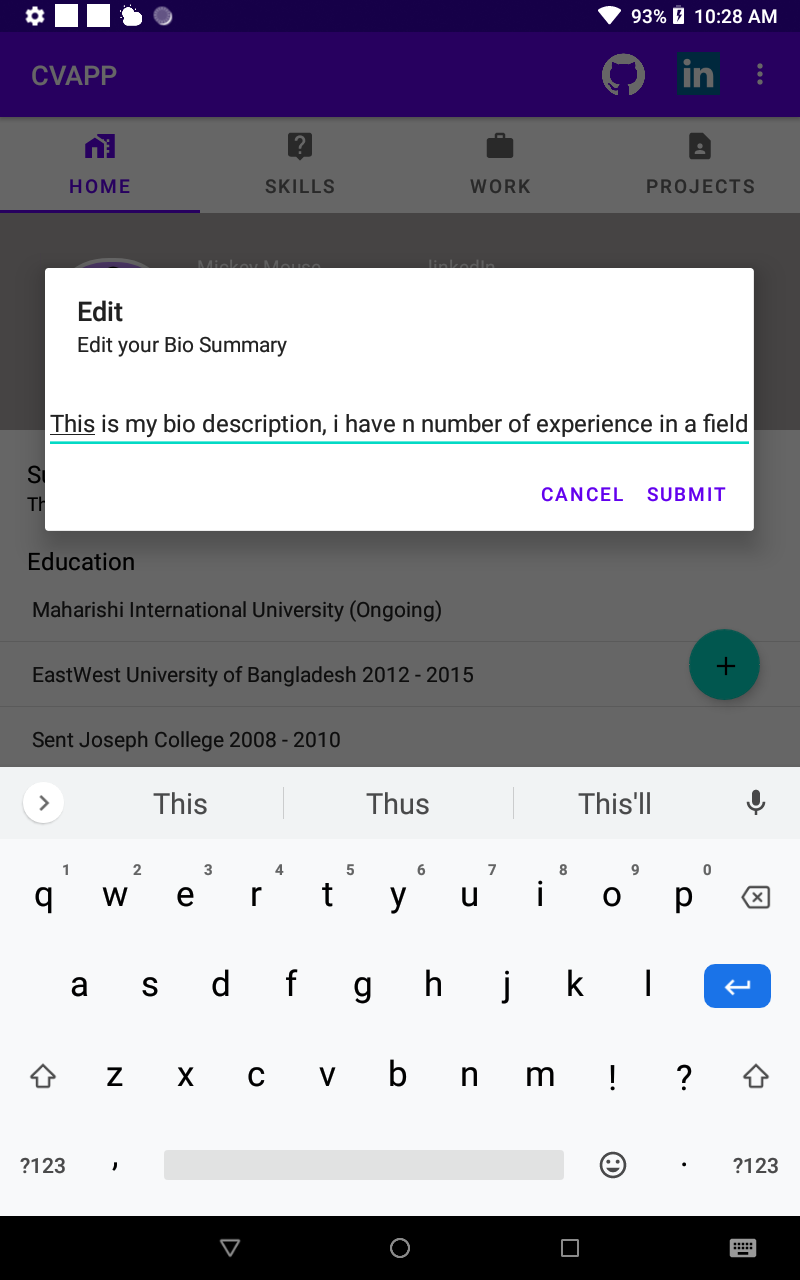 93% 10:28 AM
CVAPP
in
HOME SKILLS WORK PROJECTS
Mickey Mouse linkedIn
Edit
Edit your Bio Summary
This is my bio description, i have n number of experience in a field
CANCEL SUBMIT
Education
Maharishi International University (Ongoing)
EastWest University of Bangladesh 2012 - 2015
+
Sent Joseph College 2008 - 2010
This Thus This'll
1 2 3 4 5 6 7 8 9 0
q w e r t y u i o p
a s d f g h j k l
z x c v b n m ! ?
?123 , . ?123